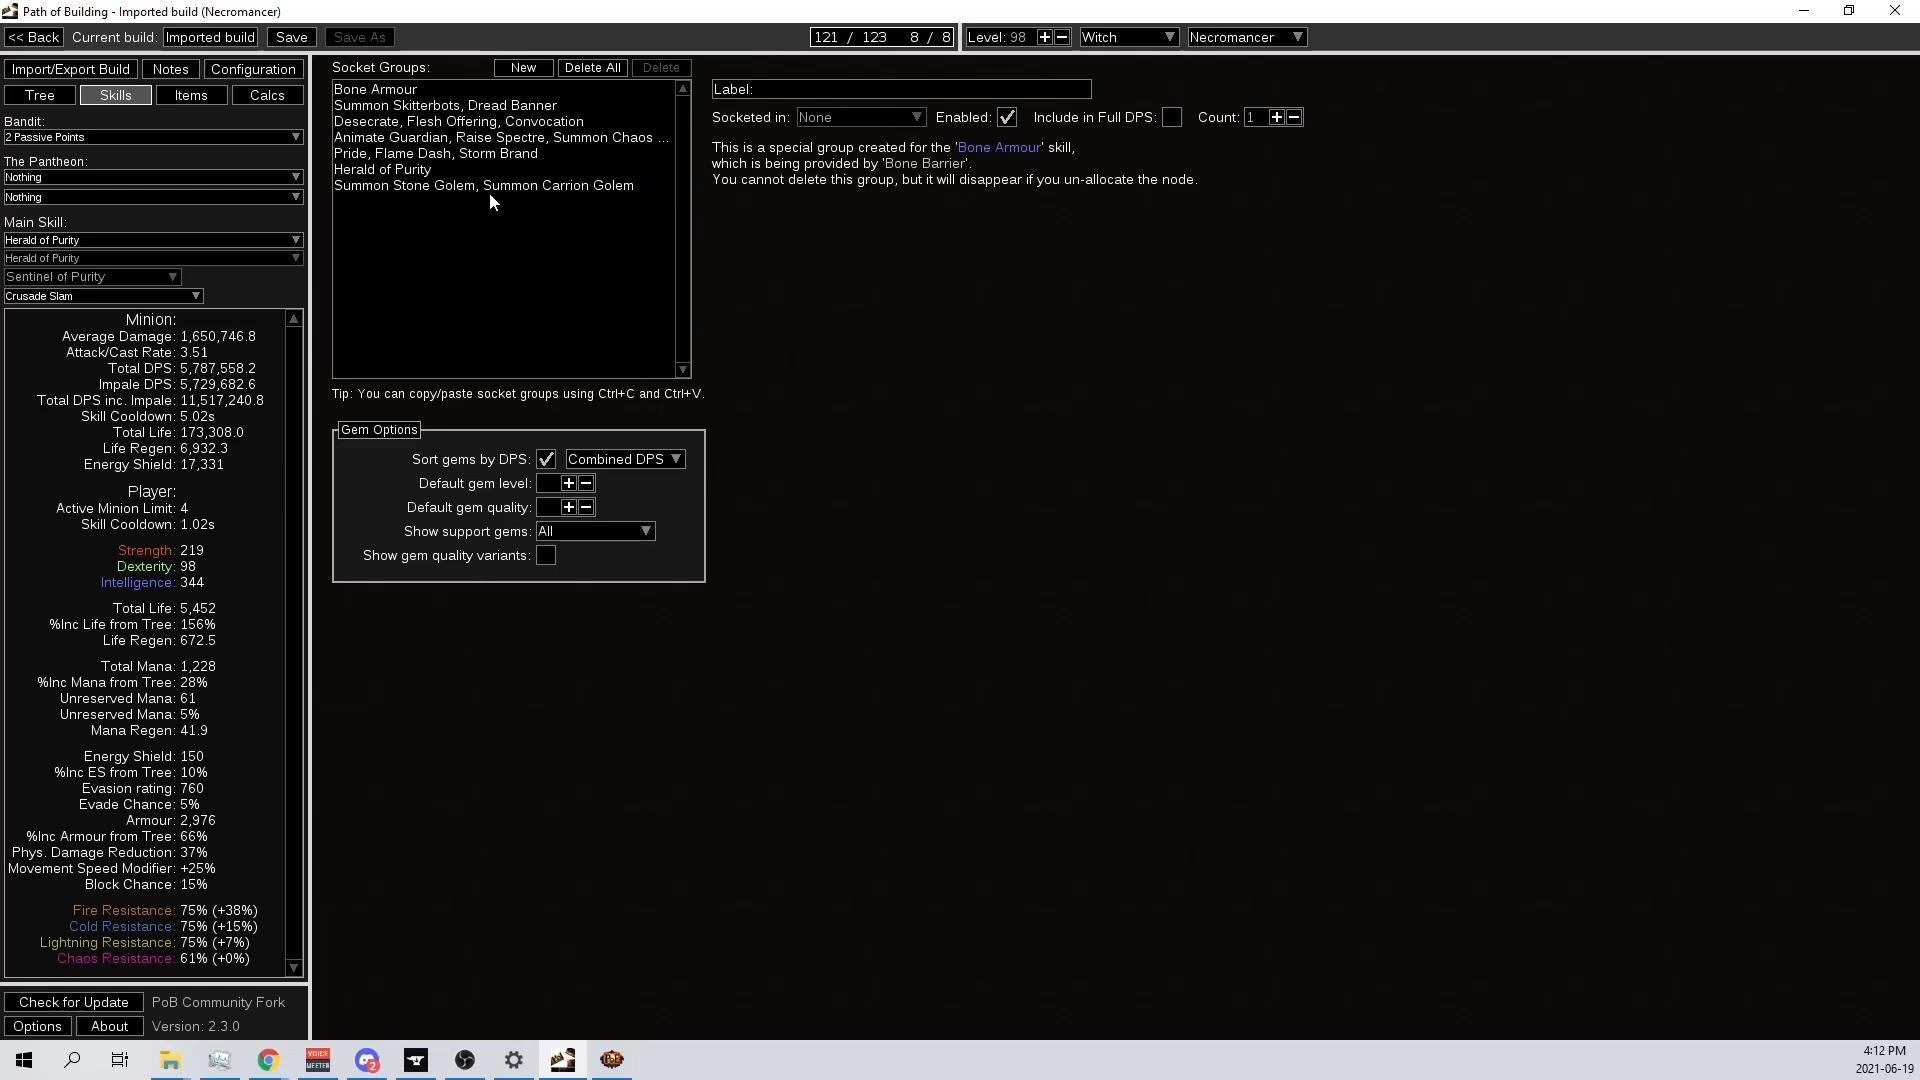 Path of Building - Imported build (Necromancer)
<< Back Current build: Imported build Save Save As 121 / 123 8 / 8 Level: 98 + - Witch Necromancer
Import/Export Build Notes Configuration
Tree Skills Items Calcs
Bandit:
2 Passive Points
The Pantheon:
Nothing
Nothing
Main Skill:
Herald of Purity
Herald of Purity
Sentinel of Purity
Crusade Slam
Minion:
Average Damage: 1,650,746.8
Attack/Cast Rate: 3.51
Total DPS: 5,787,558.2
Impale DPS: 5,729,682.6
Total DPS inc. Impale: 11,517,240.8
Skill Cooldown: 5.02s
Total Life: 173,308.0
Life Regen: 6,932.3
Energy Shield: 17,331
Player:
Active Minion Limit: 4
Skill Cooldown: 1.02s
Strength: 219
Dexterity: 98
Intelligence: 344
Total Life: 5,452
%Inc Life from Tree: 156%
Life Regen: 672.5
Total Mana: 1,228
%Inc Mana from Tree: 28%
Unreserved Mana: 61
Unreserved Mana: 5%
Mana Regen: 41.9
Energy Shield: 150
%Inc ES from Tree: 10%
Evasion rating: 760
Evade Chance: 5%
Armour: 2,976
%Inc Armour from Tree: 66%
Phys. Damage Reduction: 37%
Movement Speed Modifier: +25%
Block Chance: 15%
Fire Resistance: 75% (+38%)
Cold Resistance: 75% (+15%)
Lightning Resistance: 75% (+7%)
Chaos Resistance: 61% (+0%)
Check for Update PoB Community Fork
Options About Version: 2.3.0
Socket Groups: New Delete All Delete
Bone Armour
Summon Skitterbots, Dread Banner
Desecrate, Flesh Offering, Convocation
Animate Guardian, Raise Spectre, Summon Chaos ...
Pride, Flame Dash, Storm Brand
Herald of Purity
Summon Stone Golem, Summon Carrion Golem
Tip: You can copy/paste socket groups using Ctrl+C and Ctrl+V.
Gem Options
Sort gems by DPS: Combined DPS
Default gem level: + -
Default gem quality: + -
Show support gems: All
Show gem quality variants:
Label:
Socketed in: None Enabled: Include in Full DPS: Count: 1 + -
This is a special group created for the 'Bone Armour' skill,
which is being provided by 'Bone Barrier'.
You cannot delete this group, but it will disappear if you un-allocate the node.
VOICE
MEETER
2
4:12 PM
2021-06-19